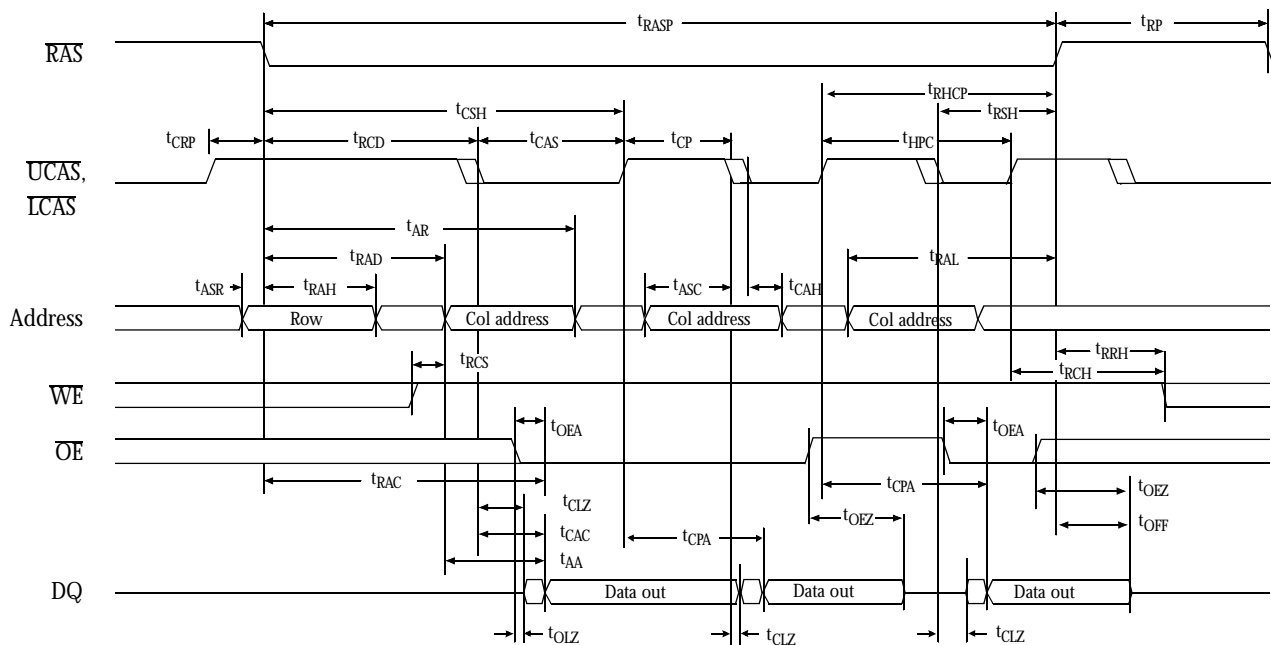 tRASP
tRP
RAS
tRHCP
tCSH
tRSH
tCRP
tRCD
tCAS
tCP
tHPC
UCAS,
LCAS
tAR
tRAD
tRAL
tASR
tRAH
tASC
tCAH
Address
Row
Col address
Col address
Col address
tRCS
tRRH
tRCH
WE
tOEA
tOEA
OE
tRAC
tCPA
tCLZ
tOEZ
tOEZ
tCAC
tCPA
tOFF
tAA
DQ
Data out
Data out
Data out
tOLZ
tCLZ
tCLZ